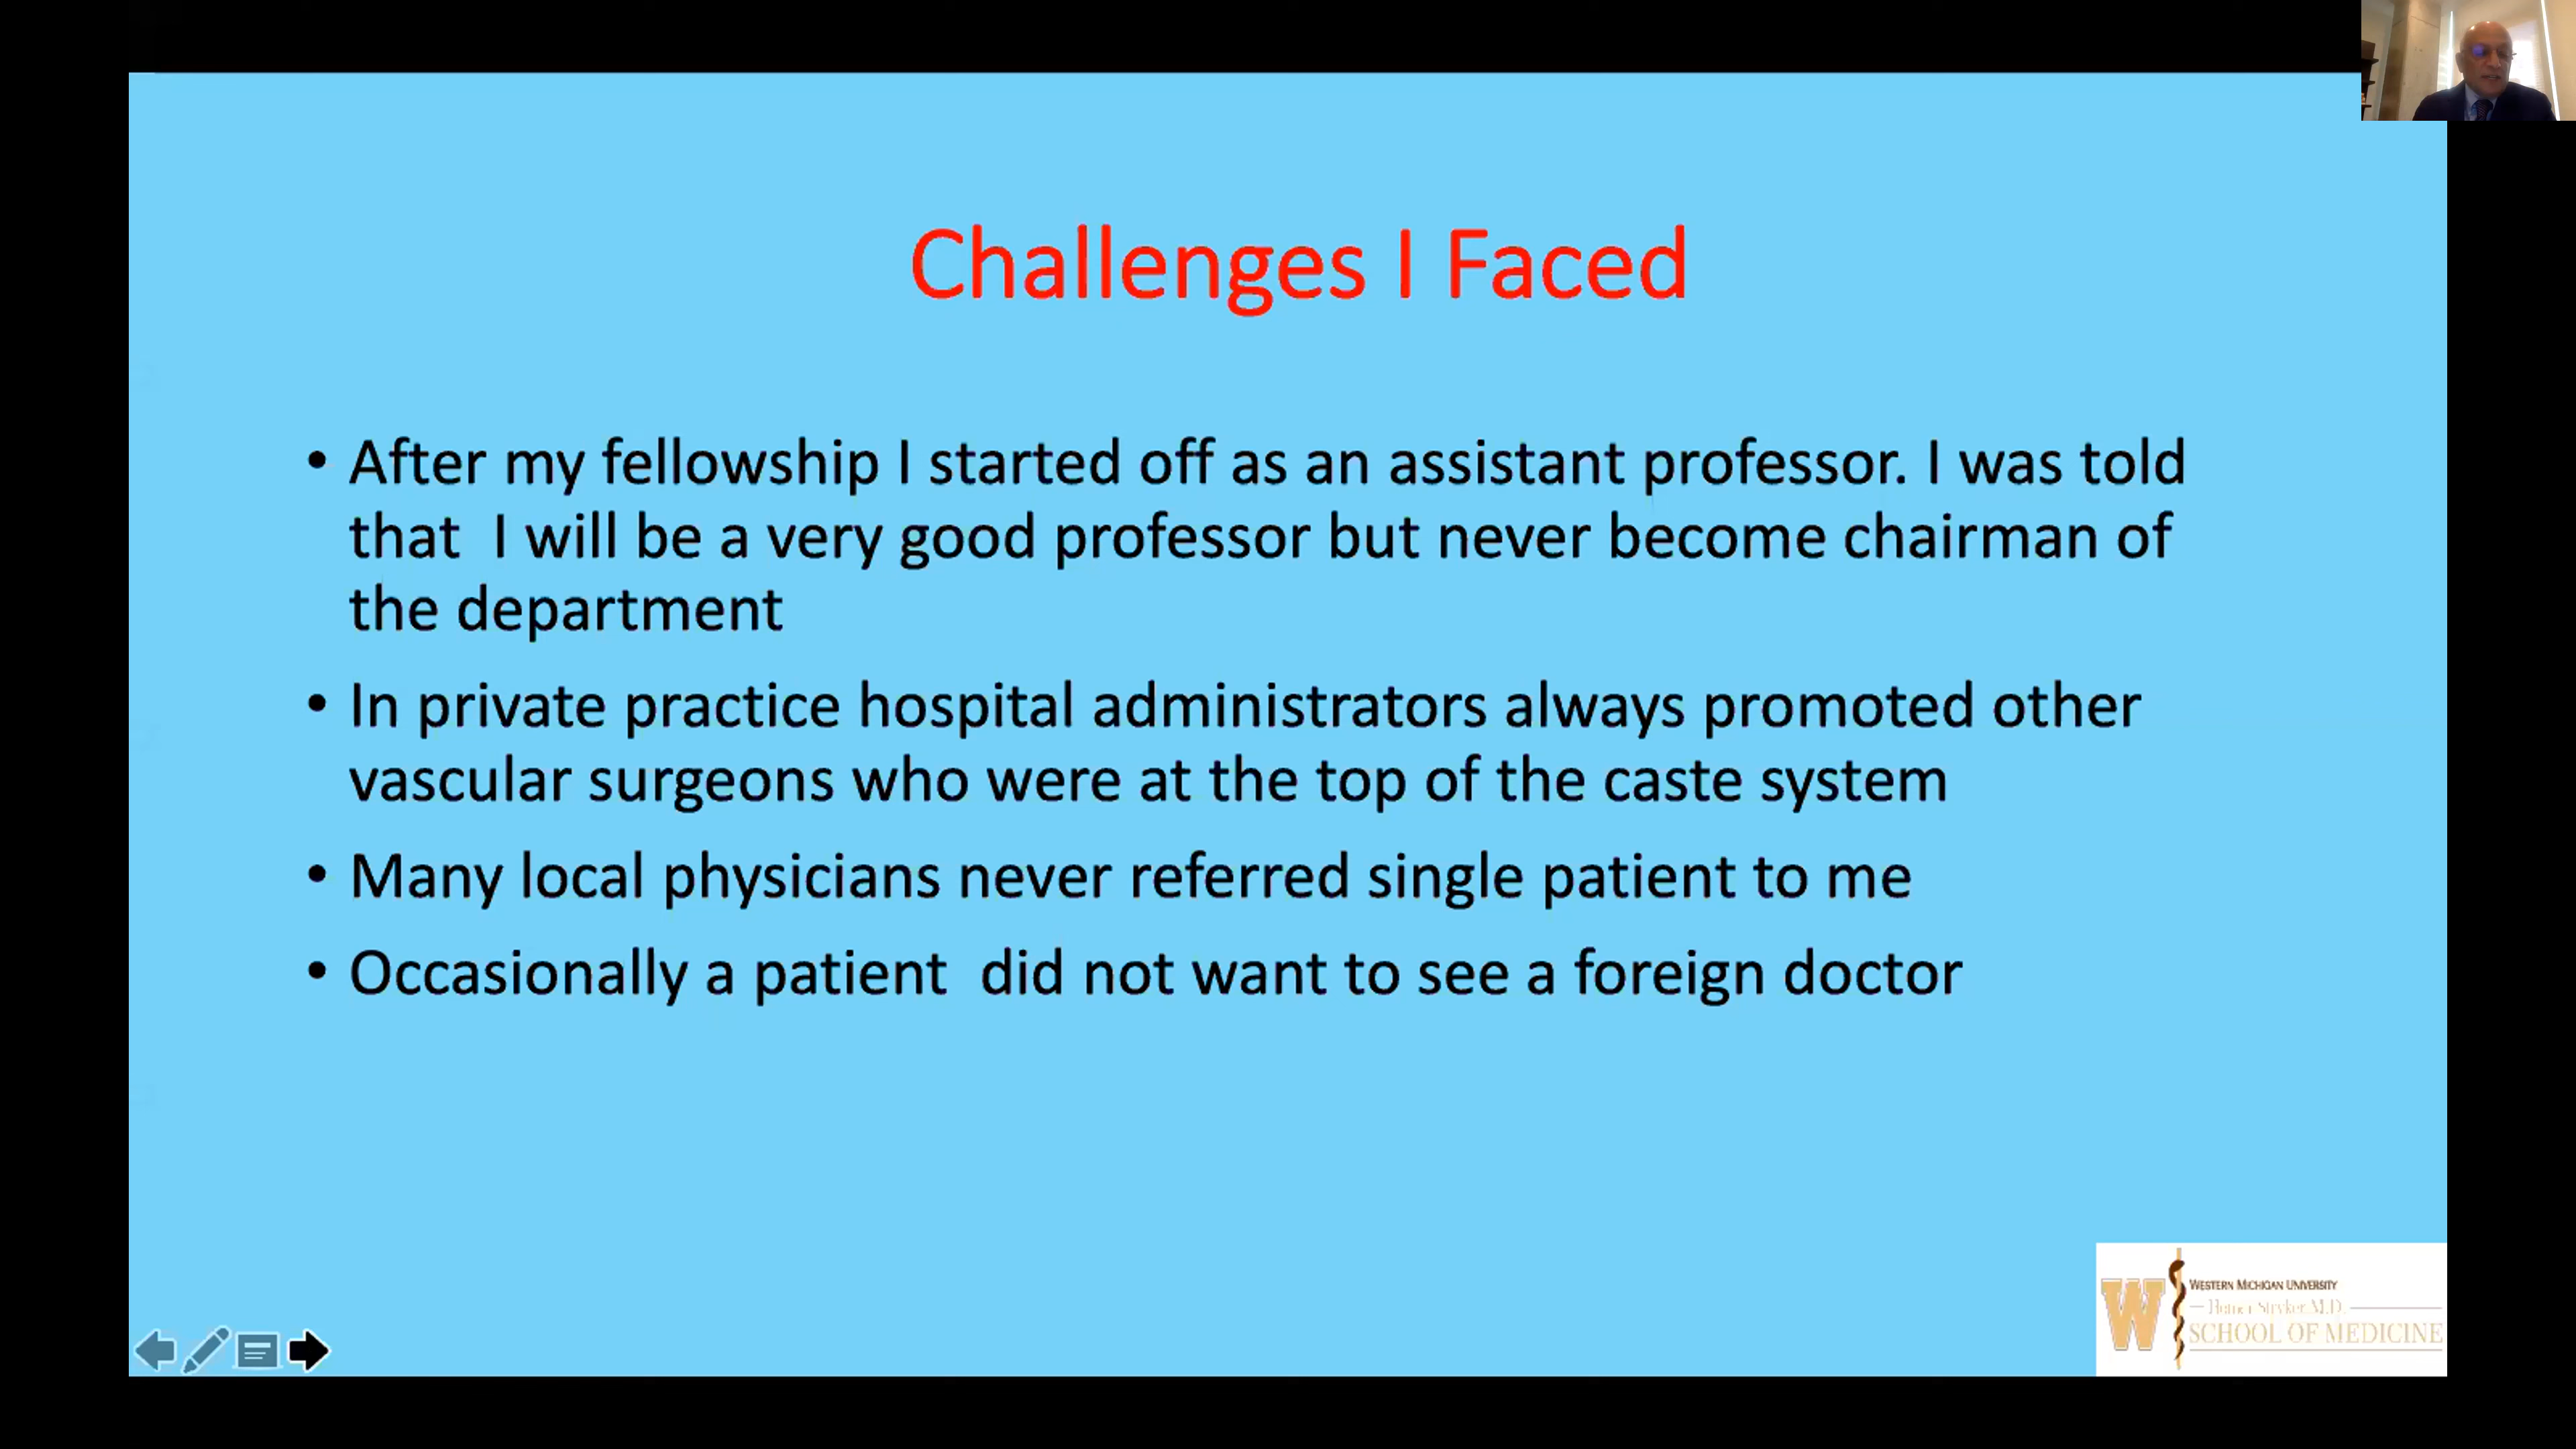 Challenges I Faced
• After my fellowship I started off as an assistant professor. I was told
that I will be a very good professor but never become chairman of
the department
• In private practice hospital administrators always promoted other
vascular surgeons who were at the top of the caste system
• Many local physicians never referred single patient to me
• Occasionally a patient did not want to see a foreign doctor
W
WESTERN MICHIGAN UNIVERSITY
Homer Stryker M.D.
SCHOOL OF MEDICINE